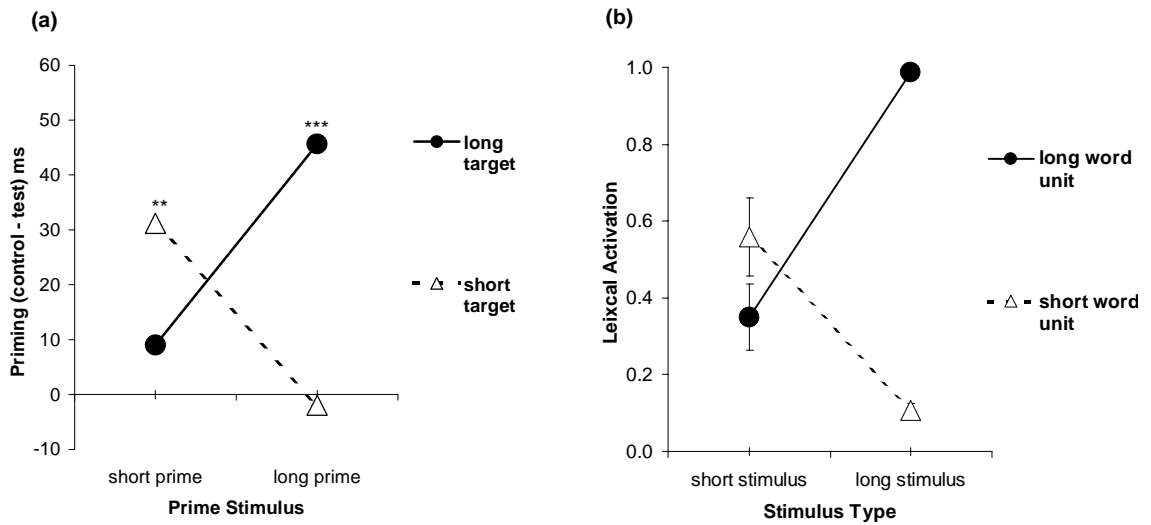 (a)
60
50
40
30
20
10
0
-10
Priming (control - test) ms
***
**
short prime
long prime
Prime Stimulus
long
target
short
target
(b)
1.0
0.8
0.6
0.4
0.2
0.0
Leixcal Activation
short stimulus
long stimulus
Stimulus Type
long word
unit
short word
unit